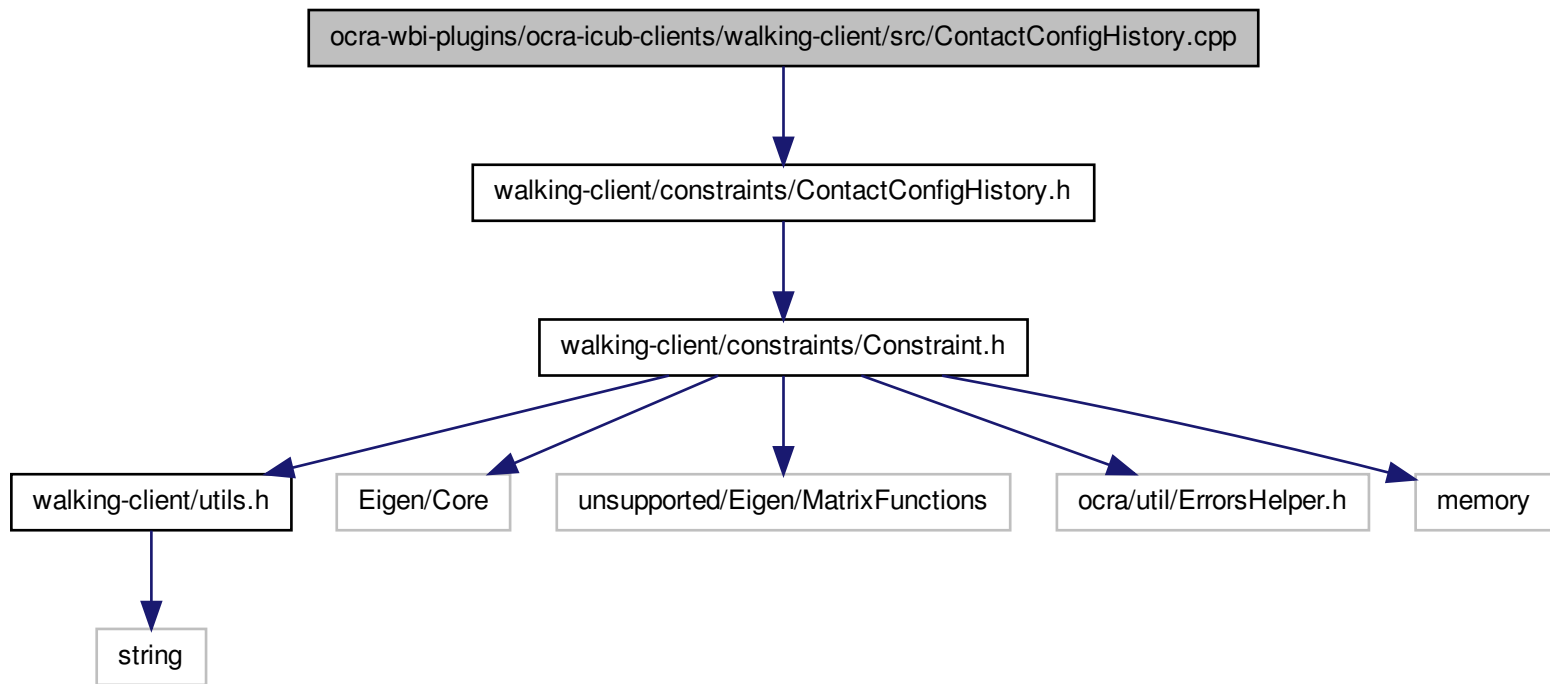 ocra-wbi-plugins/ocra-icub-clients/walking-client/src/ContactConfigHistory.cpp
walking-client/constraints/ContactConfigHistory.h
walking-client/constraints/Constraint.h
walking-client/utils.h
Eigen/Core
unsupported/Eigen/MatrixFunctions
ocra/util/ErrorsHelper.h
memory
string